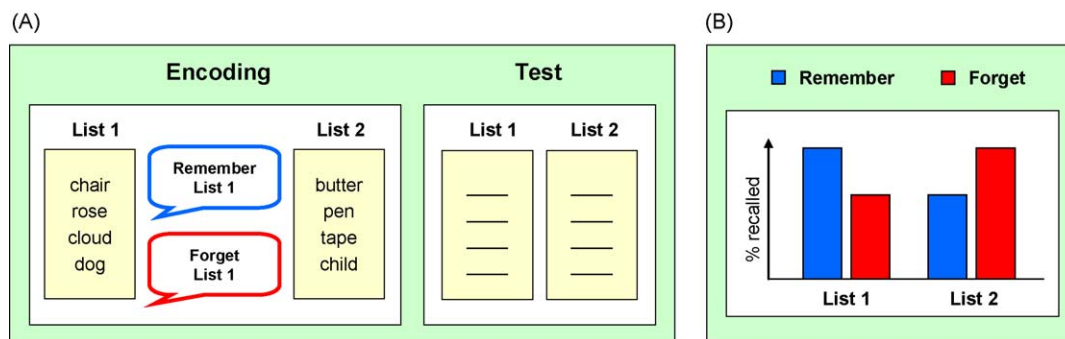 (A)
Encoding
Test
List 1
List 2
chair
rose
cloud
dog
Remember
List 1
Forget
List 1
butter
pen
tape
child
List 1
List 2
(B)
Remember
Forget
% recalled
List 1
List 2